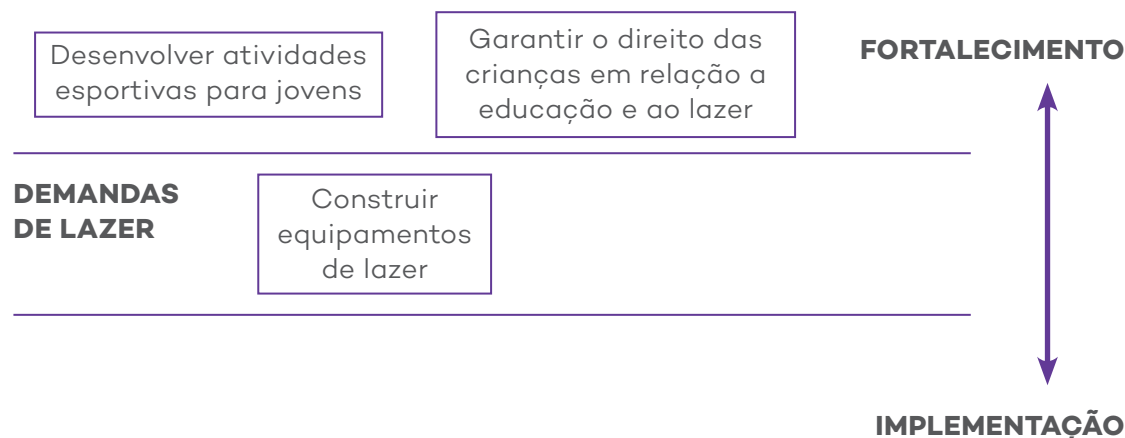 Desenvolver atividades
esportivas para jovens
Garantir o direito das
crianças em relação a
educação e ao lazer
FORTALECIMENTO
DEMANDAS
DE LAZER
Construir
equipamentos
de lazer
IMPLEMENTAÇÃO